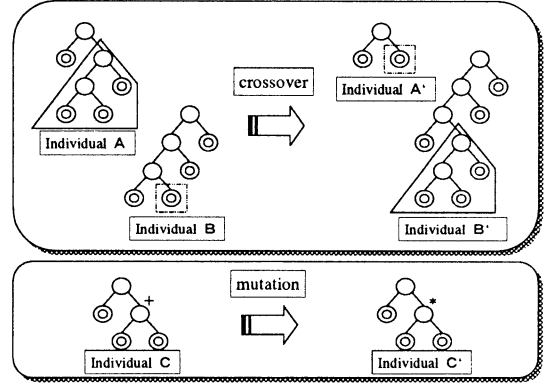 crossover
Individual A
Individual A'
Individual B
Individual B'
mutation
+
*
Individual C
Individual C'